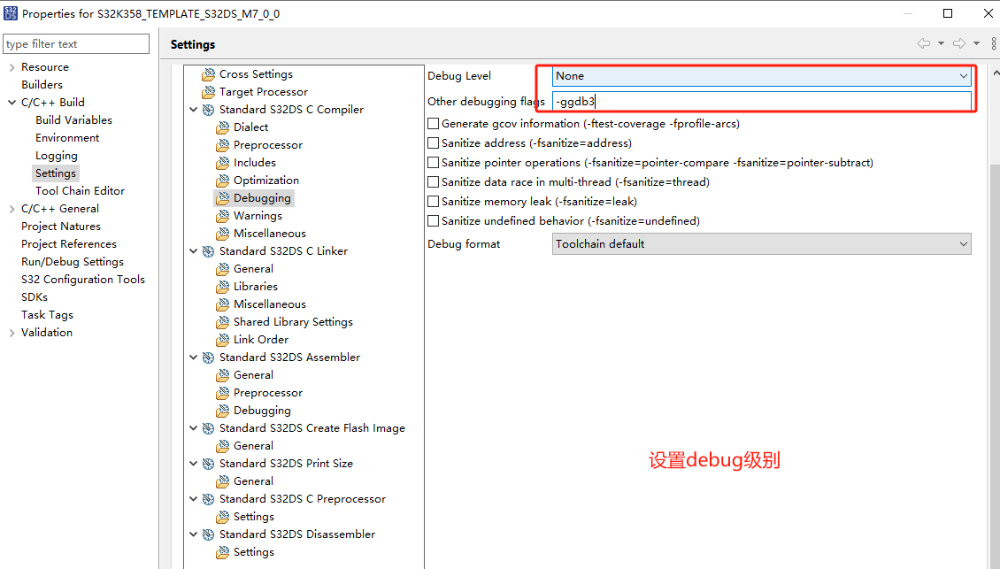 S32 DS Properties for S32K358_TEMPLATE_S32DS_M7_0_0
type filter text
Resource
Builders
C/C++ Build
Build Variables
Environment
Logging
Settings
Tool Chain Editor
C/C++ General
Project Natures
Project References
Run/Debug Settings
S32 Configuration Tools
SDKs
Task Tags
Validation
Settings
Cross Settings
Target Processor
Standard S32DS C Compiler
Dialect
Preprocessor
Includes
Optimization
Debugging
Warnings
Miscellaneous
Standard S32DS C Linker
General
Libraries
Miscellaneous
Shared Library Settings
Link Order
Standard S32DS Assembler
General
Preprocessor
Debugging
Standard S32DS Create Flash Image
General
Standard S32DS Print Size
General
Standard S32DS C Preprocessor
Settings
Standard S32DS Disassembler
Settings
Debug Level None
Other debugging flags -ggdb3
Generate gcov information (-ftest-coverage -fprofile-arcs)
Sanitize address (-fsanitize=address)
Sanitize pointer operations (-fsanitize=pointer-compare -fsanitize=pointer-subtract)
Sanitize data race in multi-thread (-fsanitize=thread)
Sanitize memory leak (-fsanitize=leak)
Sanitize undefined behavior (-fsanitize=undefined)
Debug format Toolchain default
设置debug级别